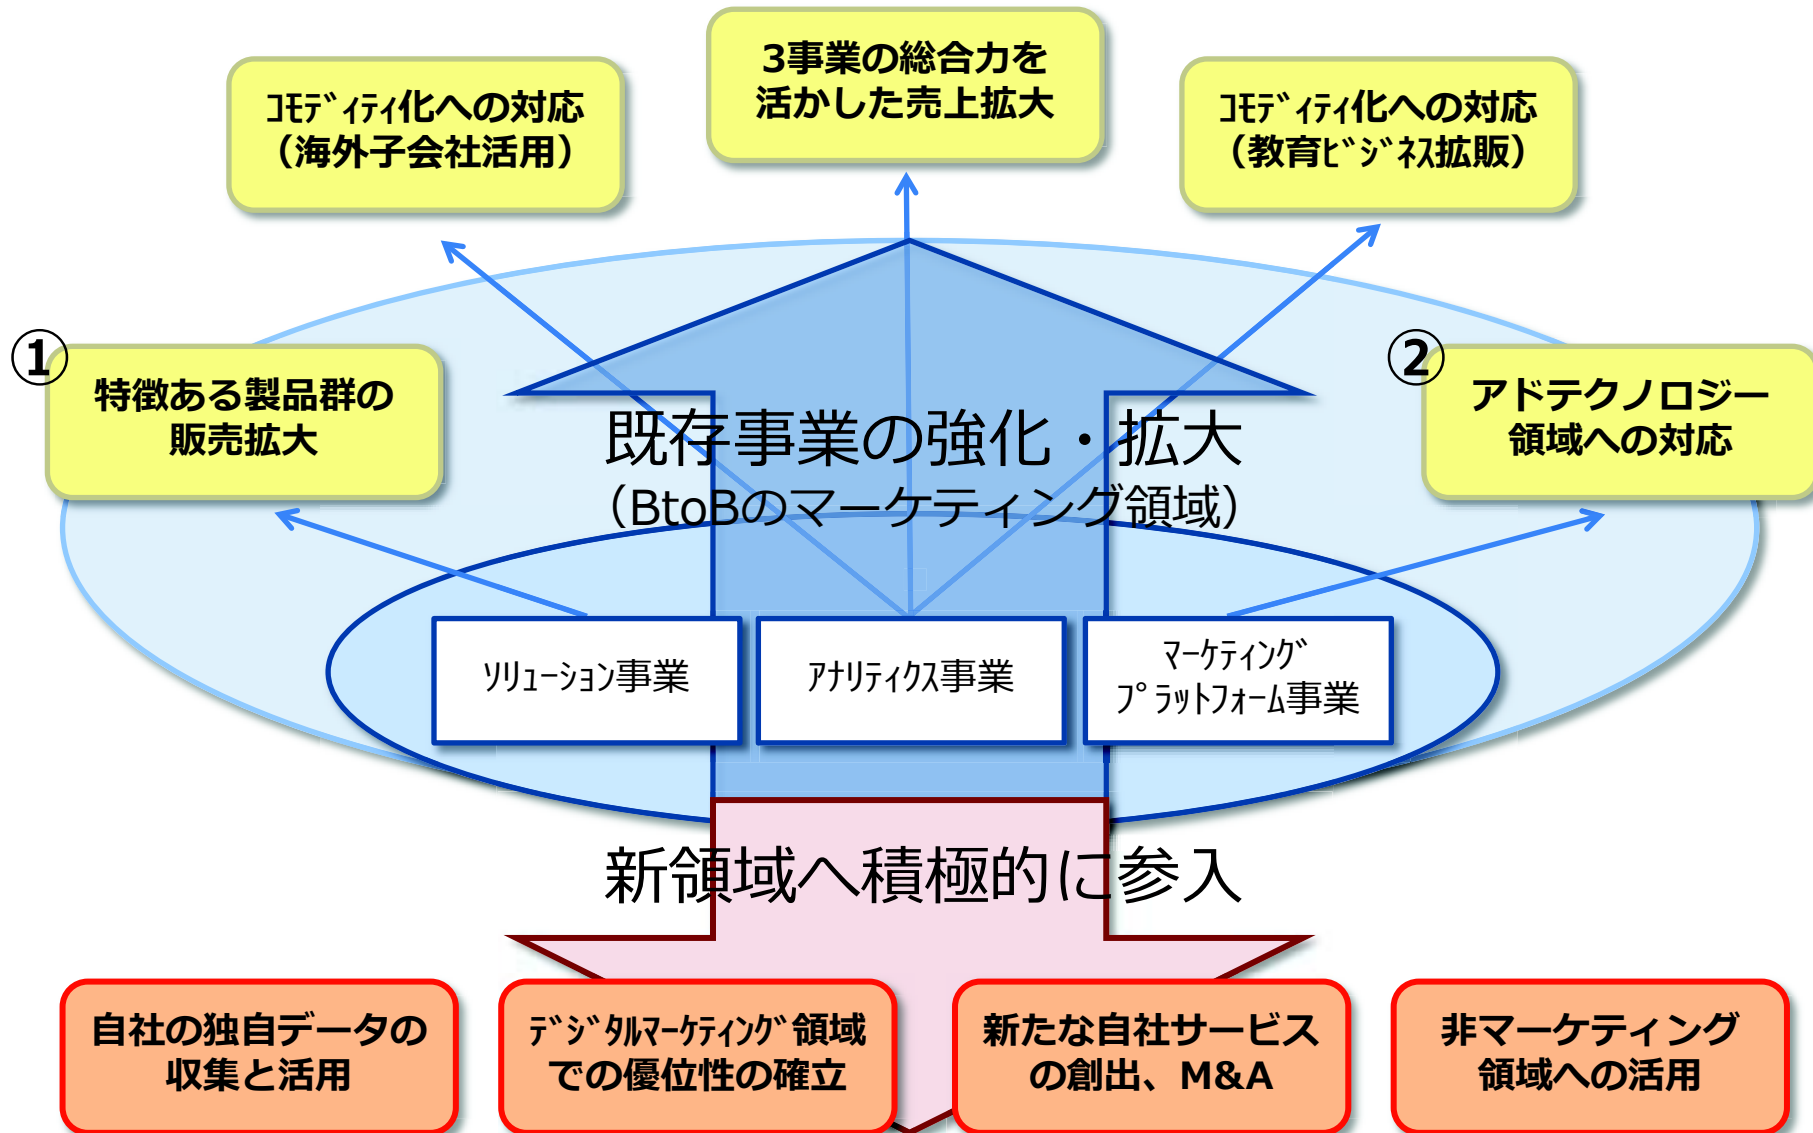 3事業の総合力を
活かした売上拡大
ｺﾓﾃﾞｨﾃｨ化への対応
（海外子会社活用）
ｺﾓﾃﾞｨﾃｨ化への対応
（教育ﾋﾞｼﾞﾈｽ拡販）
①
特徴ある製品群の
販売拡大
②
アドテクノロジー
領域への対応
既存事業の強化・拡大
（BtoBのマーケティング領域）
ｿﾘｭｰｼｮﾝ事業
ｱﾅﾘﾃｨｸｽ事業
ﾏｰｹﾃｨﾝｸﾞ
ﾌﾟﾗｯﾄﾌｫｰﾑ事業
新領域へ積極的に参入
自社の独自データの
収集と活用
ﾃﾞｼﾞﾀﾙﾏｰｹﾃｨﾝｸﾞ領域
での優位性の確立
新たな自社サービス
の創出、M&A
非マーケティング
領域への活用